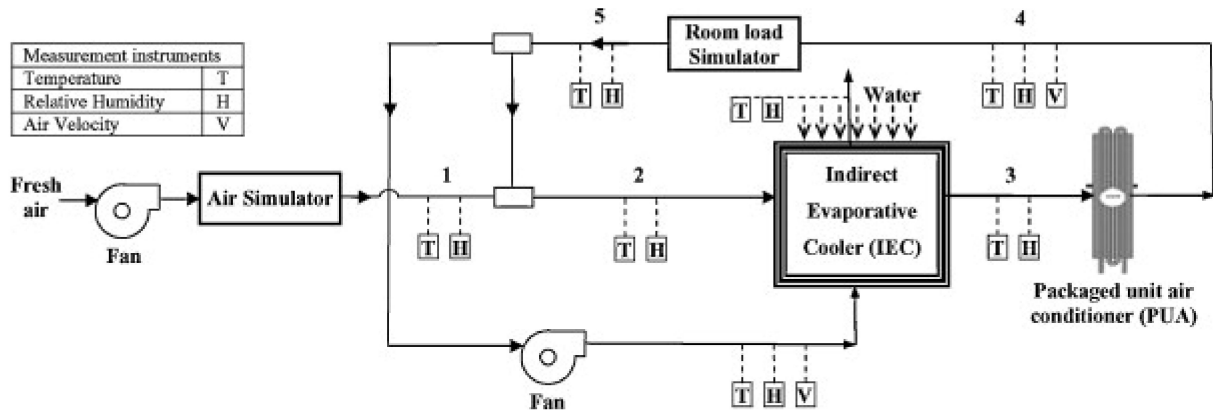 Measurement instruments
Temperature T
Relative Humidity H
Air Velocity V
5
4
Room load
Simulator
T H
T H V
T H
Water
Fresh
air
Air Simulator
Fan
1
2
3
T H
T H
T H
Indirect
Evaporative
Cooler (IEC)
Packaged unit air
conditioner (PUA)
Fan
T H V